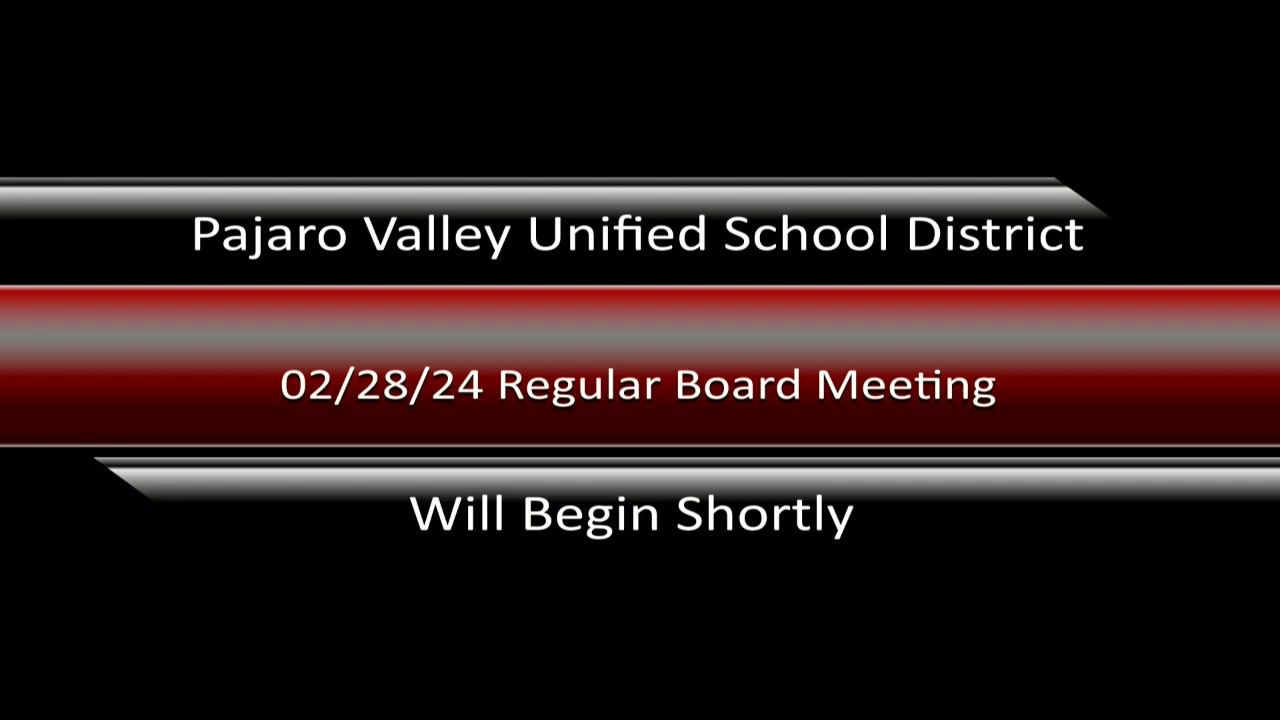 Pajaro Valley Unified School District
02/28/24 Regular Board Meeting
Will Begin Shortly